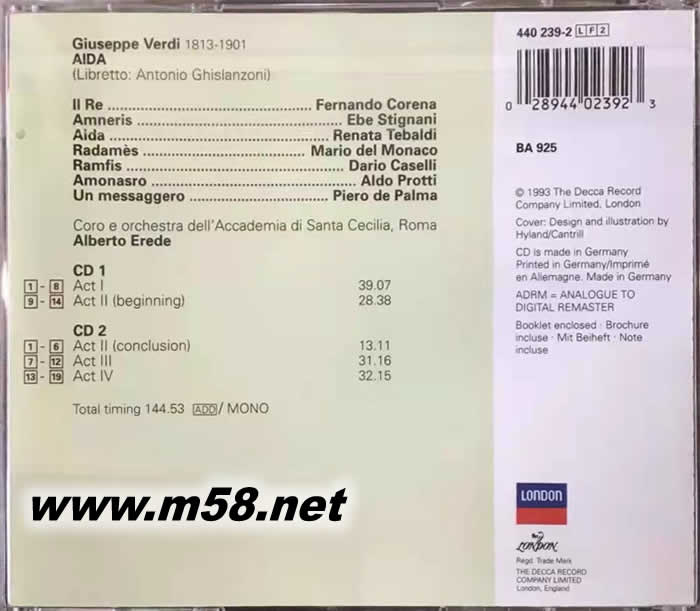 Giuseppe Verdi 1813-1901
AIDA
(Libretto: Antonio Ghislanzoni)
Il Re .................................................. Fernando Corena
Amneris .................................................. Ebe Stignani
Aida .................................................. Renata Tebaldi
Radamès .................................. Mario del Monaco
Ramfis .................................................. Dario Caselli
Amonasro .................................................. Aldo Protti
Un messaggero .............................. Piero de Palma
Coro e orchestra dell'Accademia di Santa Cecilia, Roma
Alberto Erede
CD 1
1 - 8 Act I 39.07
9 - 14 Act II (beginning) 28.38
CD 2
1 - 6 Act II (conclusion) 13.11
7 - 12 Act III 31.16
13 - 19 Act IV 32.15
Total timing 144.53 ADD / MONO
www.m58.net
440 239-2 LF2
0 28944 02392 3
BA 925
℗ 1993 The Decca Record
Company Limited, London
Cover: Design and illustration by
Hyland/Cantrill
CD is made in Germany
Printed in Germany/Imprimé
en Allemagne. Made in Germany
ADRM = ANALOGUE TO
DIGITAL REMASTER
Booklet enclosed · Brochure
incluse · Mit Beiheft · Note
incluse
LONDON
LONDON
Regd. Trade Mark
THE DECCA RECORD
COMPANY LIMITED
London, England